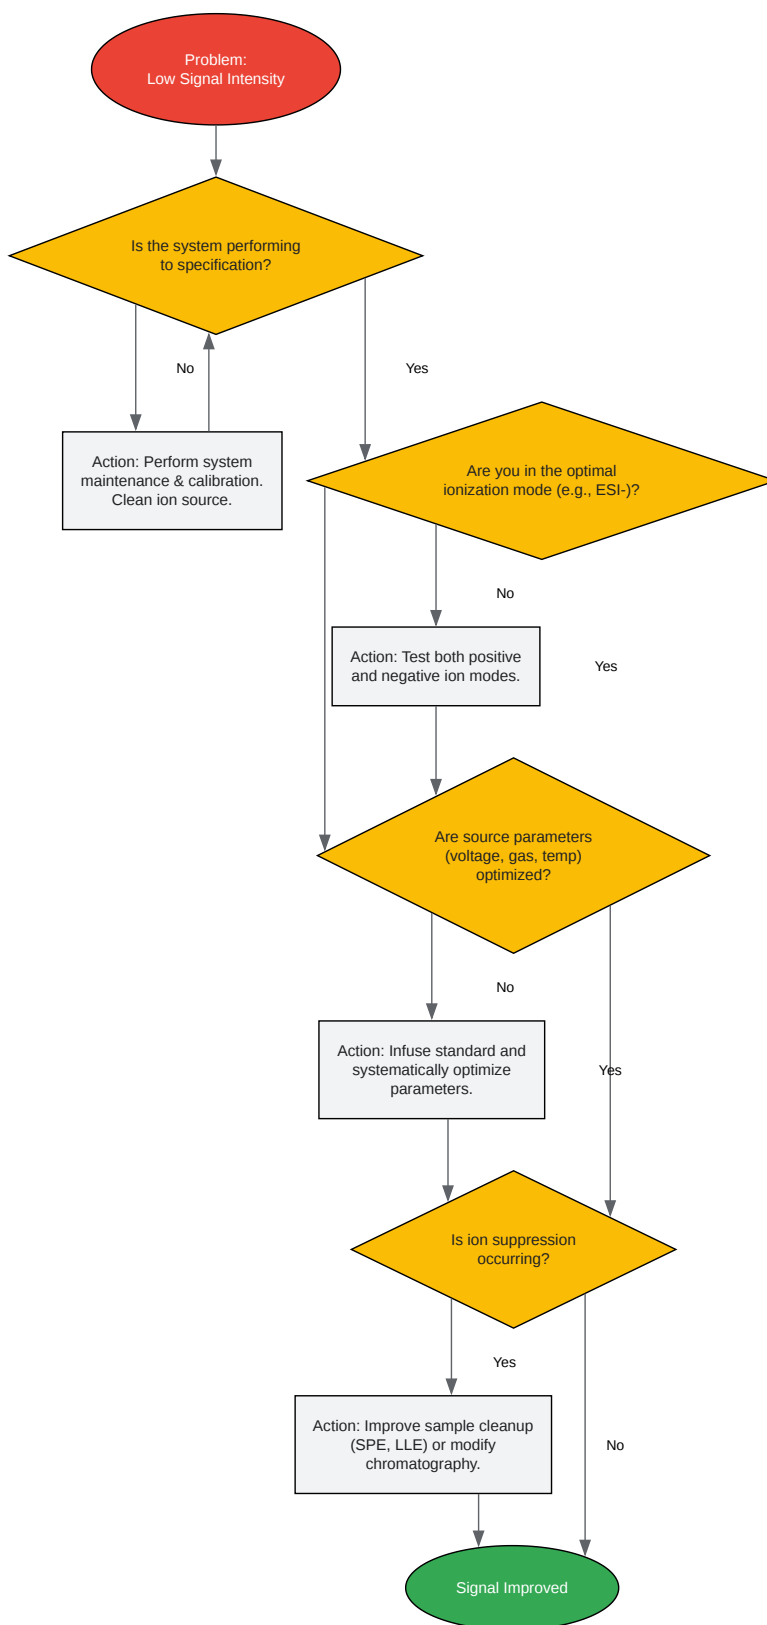 Problem:
Low Signal Intensity
Is the system performing
to specification?
No
Yes
Action: Perform system
maintenance & calibration.
Clean ion source.
Are you in the optimal
ionization mode (e.g., ESI-)?
No
Action: Test both positive
and negative ion modes.
Yes
Are source parameters
(voltage, gas, temp)
optimized?
No
Action: Infuse standard and
systematically optimize
parameters.
Yes
Is ion suppression
occurring?
Yes
Action: Improve sample cleanup
(SPE, LLE) or modify
chromatography.
No
Signal Improved